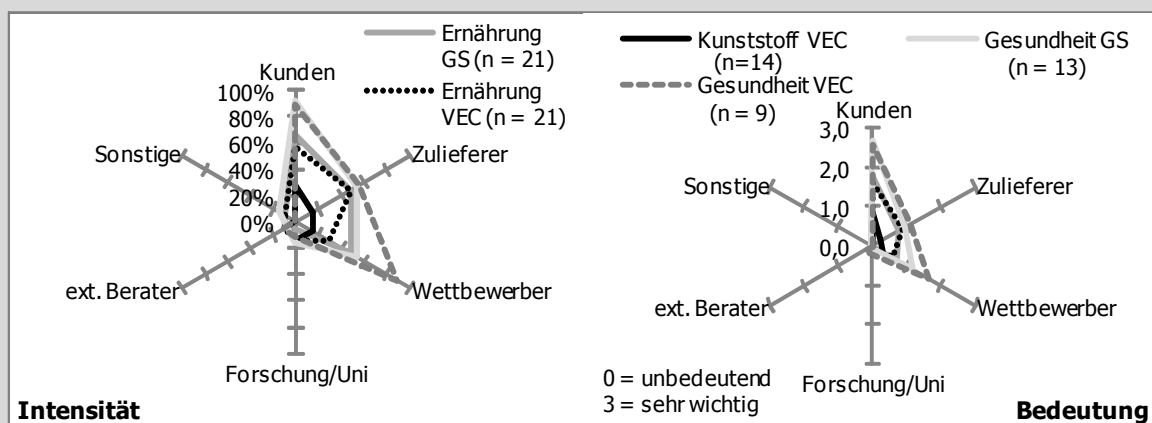 Ernährung
GS (n = 21)
Ernährung
VEC (n = 21)
Kunden
100%
80%
60%
40%
20%
0%
Zulieferer
Wettbewerber
Forschung/Uni
ext. Berater
Sonstige
Intensität
Kunststoff VEC
(n=14)
Gesundheit GS
(n = 13)
Gesundheit VEC
(n = 9)
Kunden
3,0
2,0
1,0
0,0
Zulieferer
Wettbewerber
Forschung/Uni
ext. Berater
Sonstige
0 = unbedeutend
3 = sehr wichtig
Bedeutung